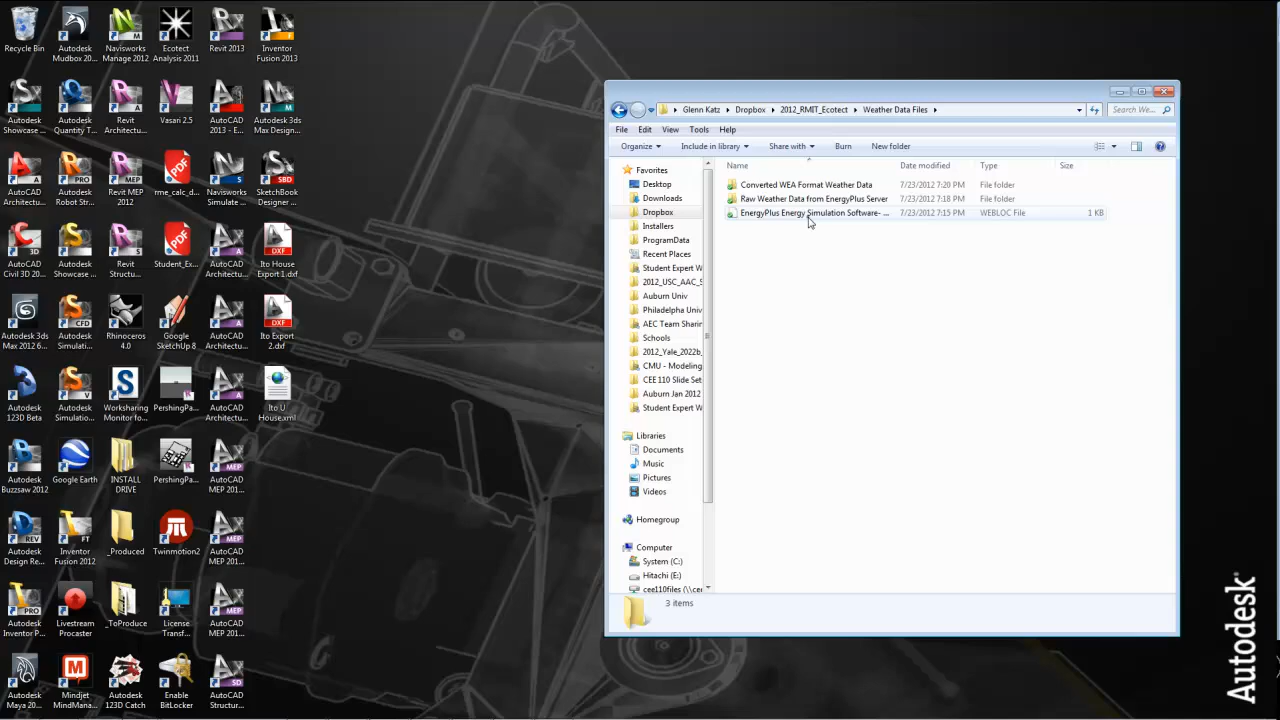 Recycle Bin
Autodesk
Mudbox 20...
Navisworks
Manage 2012
Ecotect
Analysis 2011
Revit 2013
Inventor
Fusion 2013
Autodesk
Showcase ...
Autodesk
Quantity T...
Revit
Architectu...
Vasari 2.5
AutoCAD
2013 - E...
Autodesk 3ds
Max Design...
AutoCAD
Architectu...
Autodesk
Robot Str...
Revit MEP
2012
rme_calc_d...
Navisworks
Simulate ...
SketchBook
Designer ...
AutoCAD
Civil 3D 20...
Autodesk
Showcase 20...
Revit
Structu...
Student_Ex...
AutoCAD
Architectu...
Ito House
Export 1.dxf
Autodesk 3ds
Max 2012 6...
Autodesk
Simulati...
Rhinoceros
4.0
Google
SketchUp 8
AutoCAD
Architectu...
Ito Export
2.dxf
Autodesk
123D Beta
Autodesk
Simulatio...
Worksharing
Monitor fo...
PershingPa...
AutoCAD
Architectu...
Ito U
House.xml
Autodesk
Buzzsaw 2012
Google Earth
INSTALL
DRIVE
PershingPa...
AutoCAD
MEP 201...
Autodesk
Design Re...
Inventor
Fusion 2012
_Produced
Twinmotion2
AutoCAD
MEP 201...
Autodesk
Inventor P...
Livestream
Procaster
_ToProduce
License
Transf...
AutoCAD
MEP 201...
Autodesk
Maya 20...
Mindjet
MindMana...
Autodesk
123D Catch
Enable
BitLocker
AutoCAD
Structur...
Glenn Katz
Dropbox
2012_RMIT_Ecotect
Weather Data Files
Search We...
File Edit View Tools Help
Organize Include in library Share with Burn New folder
Name Date modified Type Size
Converted WEA Format Weather Data 7/23/2012 7:20 PM File folder
Raw Weather Data from EnergyPlus Server 7/23/2012 7:18 PM File folder
EnergyPlus Energy Simulation Software- ... 7/23/2012 7:15 PM WEBLOC File 1 KB
Favorites
Desktop
Downloads
Dropbox
Installers
ProgramData
Recent Places
Student Expert W
2012_USC_AAC_S
Auburn Univ
Philadelpha Univ
AEC Team Sharin
Schools
2012_Yale_2022b_
CMU - Modeling
CEE 110 Slide Set
Auburn Jan 2012
Student Expert W
Libraries
Documents
Music
Pictures
Videos
Homegroup
Computer
System (C:)
Hitachi (E:)
cee110files (\\cee
3 items
Autodesk